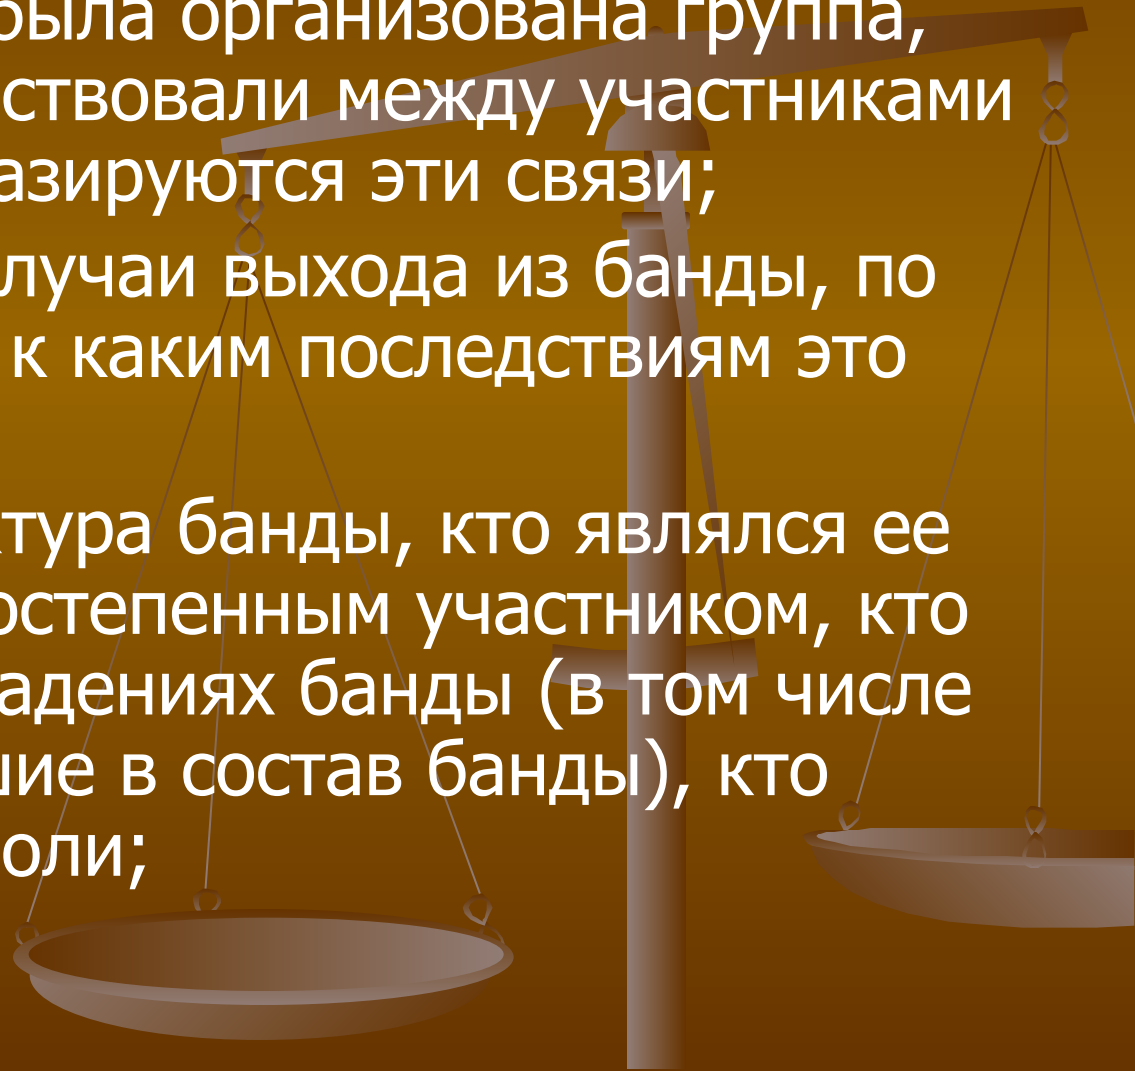 была организована группа,
ствовали между участниками
азируются эти связи;
лучаи выхода из банды, по
к каким последствиям это
тура банды, кто являлся ее
остепенным участником, кто
адениях банды (в том числе
шие в состав банды), кто
оли;